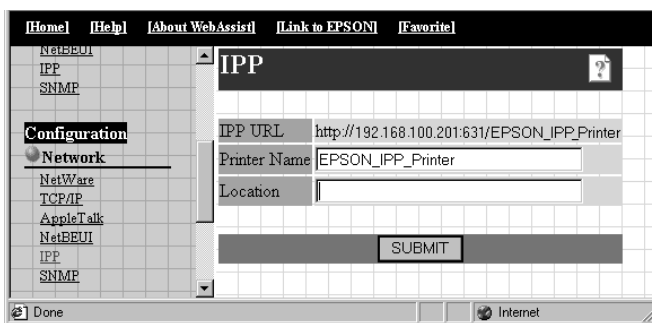 [Home] [Help] [About WebAssist] [Link to EPSON] [Favorite]
NetBEUI
IPP
SNMP
Configuration
Network
NetWare
TCP/IP
AppleTalk
NetBEUI
IPP
SNMP
IPP
?
IPP URL http://192.168.100.201:631/EPSON_IPP_Printer
Printer Name EPSON_IPP_Printer
Location
SUBMIT
Done Internet